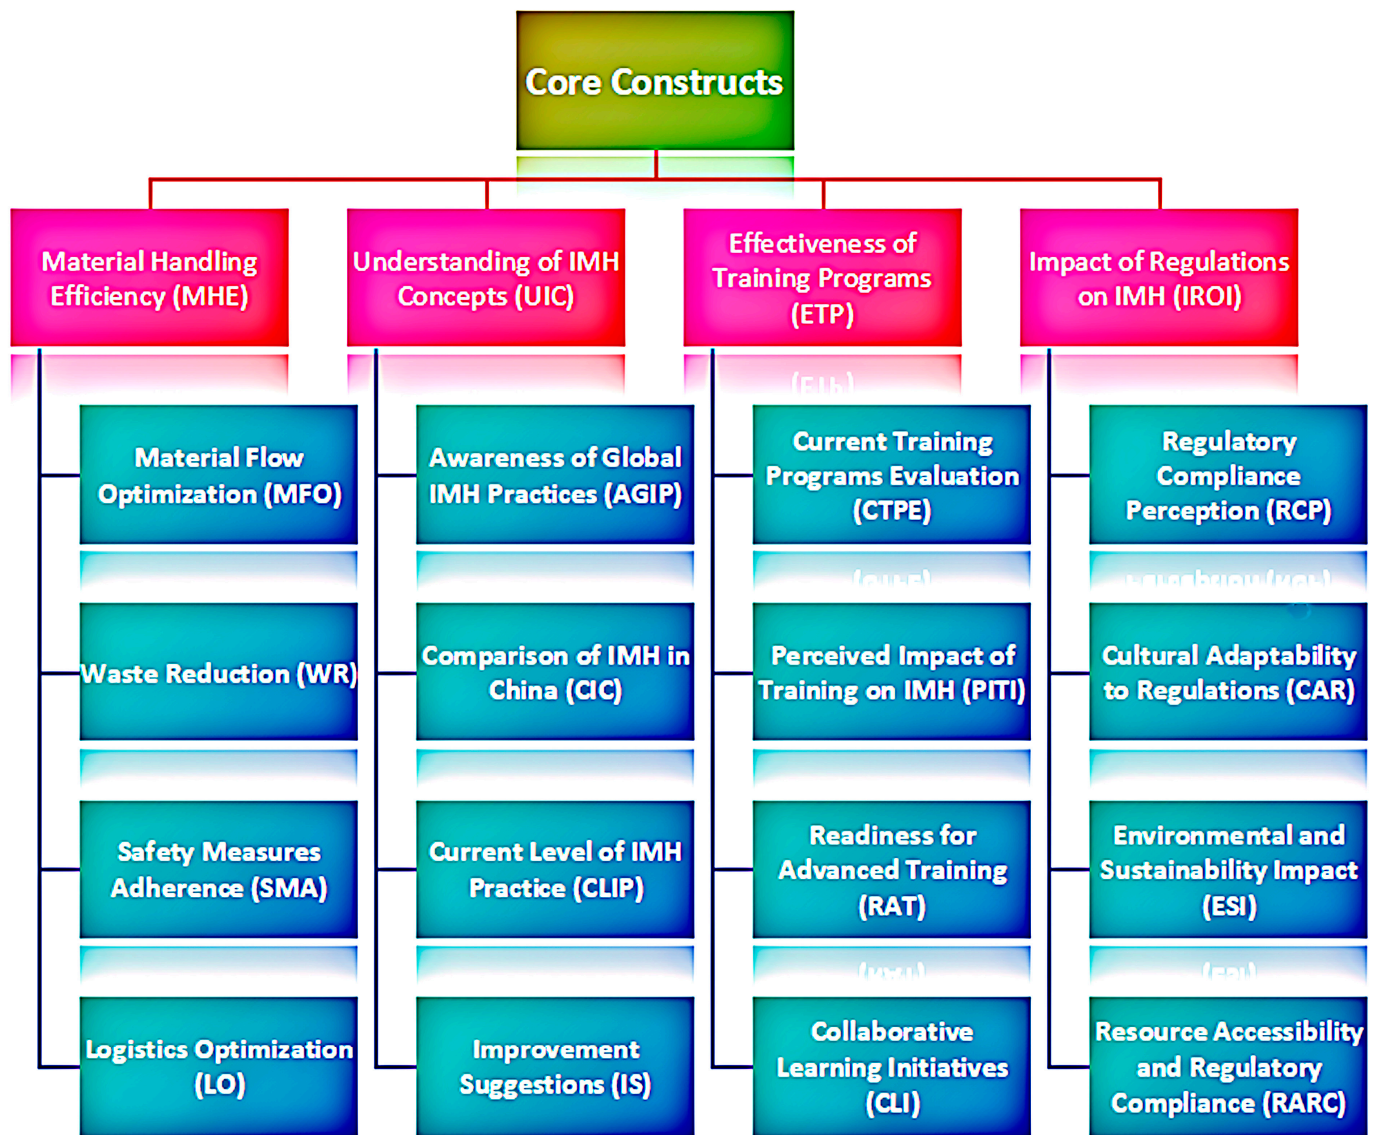 Core Constructs
Material Handling
Efficiency (MHE)
Understanding of IMH
Concepts (UIC)
Effectiveness of
Training Programs
(ETP)
Impact of Regulations
on IMH (IROI)
Material Flow
Optimization (MFO)
Awareness of Global
IMH Practices (AGIP)
Current Training
Programs Evaluation
(CTPE)
Regulatory
Compliance
Perception (RCP)
Waste Reduction (WR)
Comparison of IMH in
China (CIC)
Perceived Impact of
Training on IMH (PITI)
Cultural Adaptability
to Regulations (CAR)
Safety Measures
Adherence (SMA)
Current Level of IMH
Practice (CLIP)
Readiness for
Advanced Training
(RAT)
Environmental and
Sustainability Impact
(ESI)
Logistics Optimization
(LO)
Improvement
Suggestions (IS)
Collaborative
Learning Initiatives
(CLI)
Resource Accessibility
and Regulatory
Compliance (RARC)